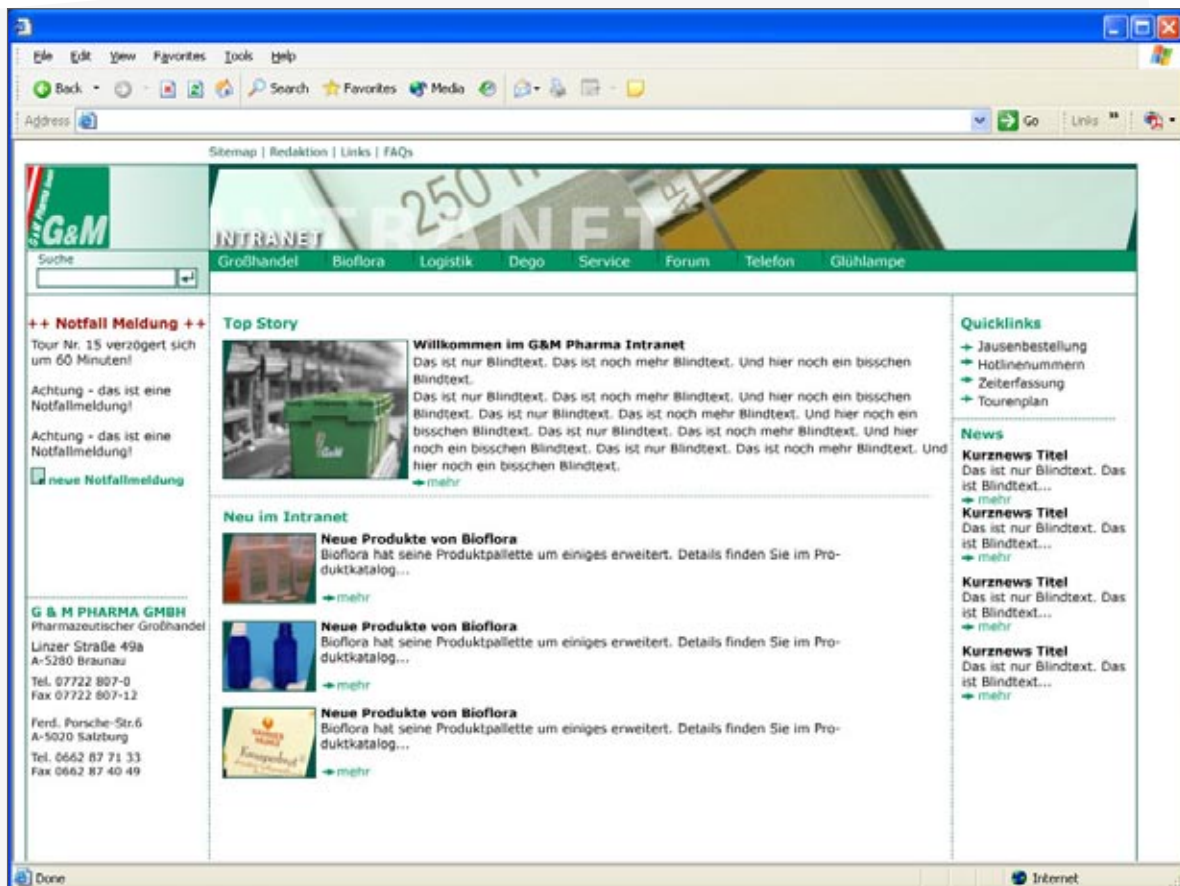 File Edit View Favorites Tools Help
Back Search Favorites Media
Address Go Links »
Sitemap | Redaktion | Links | FAQs
G&M Pharma GmbH
G&M
250
INTRANET
INTRANET
Suche
Großhandel Bioflora Logistik Dego Service Forum Telefon Glühlampe
++ Notfall Meldung ++
Tour Nr. 15 verzögert sich
um 60 Minuten!
Achtung - das ist eine
Notfallmeldung!
Achtung - das ist eine
Notfallmeldung!
neue Notfallmeldung
G & M PHARMA GMBH
Pharmazeutischer Großhandel
Linzer Straße 49a
A-5280 Braunau
Tel. 07722 807-0
Fax 07722 807-12
Ferd. Porsche-Str.6
A-5020 Salzburg
Tel. 0662 87 71 33
Fax 0662 87 40 49
Top Story
G&M
Willkommen im G&M Pharma Intranet
Das ist nur Blindtext. Das ist noch mehr Blindtext. Und hier noch ein bisschen
Blindtext.
Das ist nur Blindtext. Das ist noch mehr Blindtext. Und hier noch ein bisschen
Blindtext. Das ist nur Blindtext. Das ist noch mehr Blindtext. Und hier noch ein
bisschen Blindtext. Das ist nur Blindtext. Das ist noch mehr Blindtext. Und hier
noch ein bisschen Blindtext. Das ist nur Blindtext. Das ist noch mehr Blindtext. Und
hier noch ein bisschen Blindtext.
mehr
Neu im Intranet
Neue Produkte von Bioflora
Bioflora hat seine Produktpallette um einiges erweitert. Details finden Sie im Pro-
duktkatalog...
mehr
Neue Produkte von Bioflora
Bioflora hat seine Produktpallette um einiges erweitert. Details finden Sie im Pro-
duktkatalog...
mehr
Neue Produkte von Bioflora
Bioflora hat seine Produktpallette um einiges erweitert. Details finden Sie im Pro-
duktkatalog...
mehr
Quicklinks
Jausenbestellung
Hotlinenummern
Zeiterfassung
Tourenplan
News
Kurznews Titel
Das ist nur Blindtext. Das
ist Blindtext...
mehr
Kurznews Titel
Das ist nur Blindtext. Das
ist Blindtext...
mehr
Kurznews Titel
Das ist nur Blindtext. Das
ist Blindtext...
mehr
Kurznews Titel
Das ist nur Blindtext. Das
ist Blindtext...
mehr
Done Internet